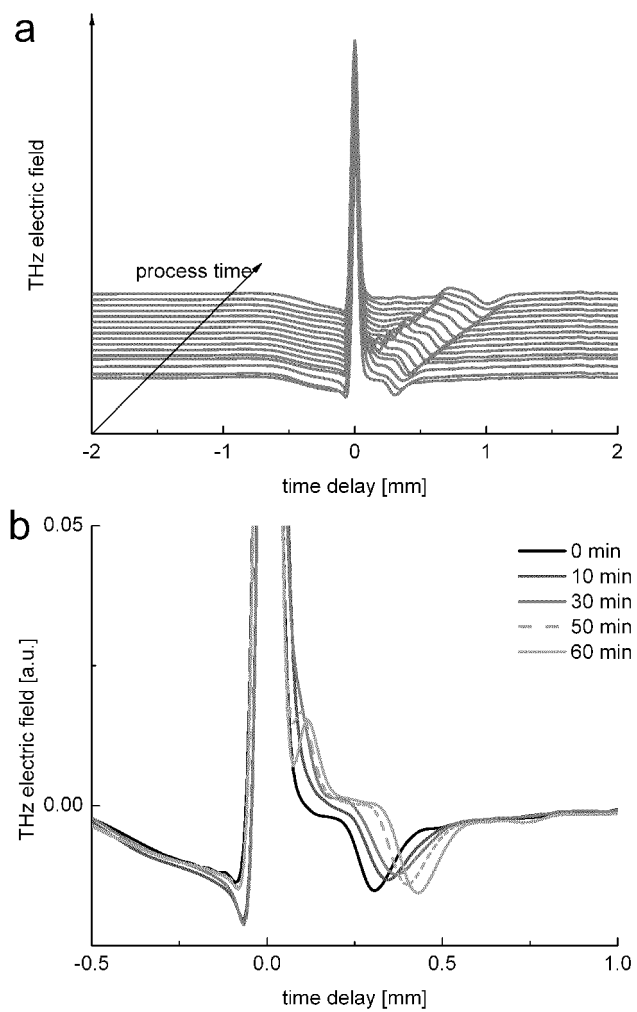 a
THz electric field
process time
-2
-1
0
1
2
time delay [mm]
b
0.05
0.00
THz electric field [a.u.]
0 min
10 min
30 min
50 min
60 min
-0.5
0.0
0.5
1.0
time delay [mm]